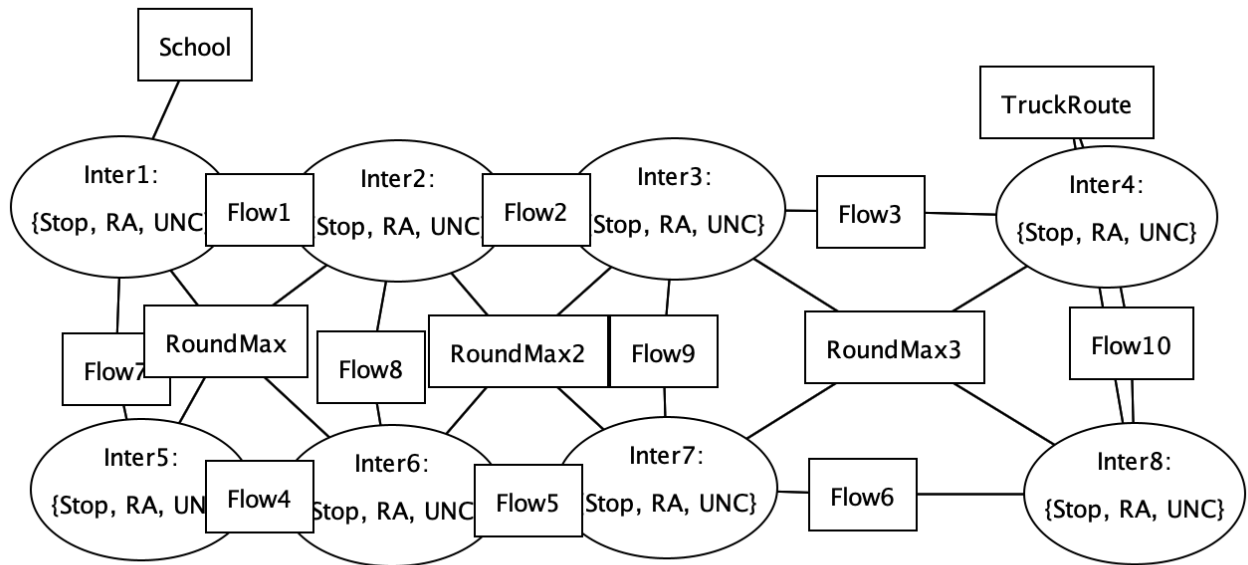 School
TruckRoute
Inter1:
{Stop, RA, UNC
Flow1
Inter2:
Stop, RA, UNC
Flow2
Inter3:
Stop, RA, UNC}
Flow3
Inter4:
{Stop, RA, UNC}
RoundMax
Flow7
Flow8
RoundMax2
Flow9
RoundMax3
Flow10
Inter5:
{Stop, RA, UN
Flow4
Inter6:
Stop, RA, UNC
Flow5
Inter7:
Stop, RA, UNC}
Flow6
Inter8:
{Stop, RA, UNC}